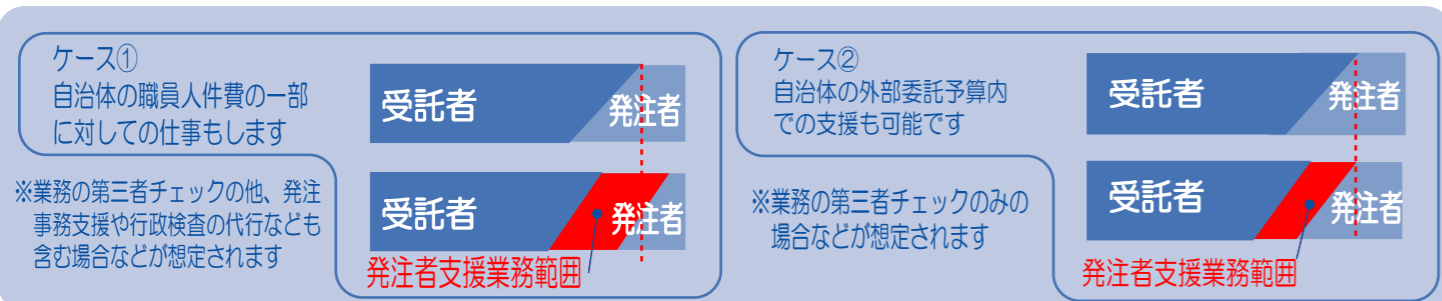 ケース①
自治体の職員人件費の一部
に対しての仕事もします
受託者
発注者
※業務の第三者チェックの他、発注
事務支援や行政検査の代行なども
含む場合などが想定されます
受託者
発注者
発注者支援業務範囲
ケース②
自治体の外部委託予算内
での支援も可能です
受託者
発注者
※業務の第三者チェックのみの
場合などが想定されます
受託者
発注者
発注者支援業務範囲